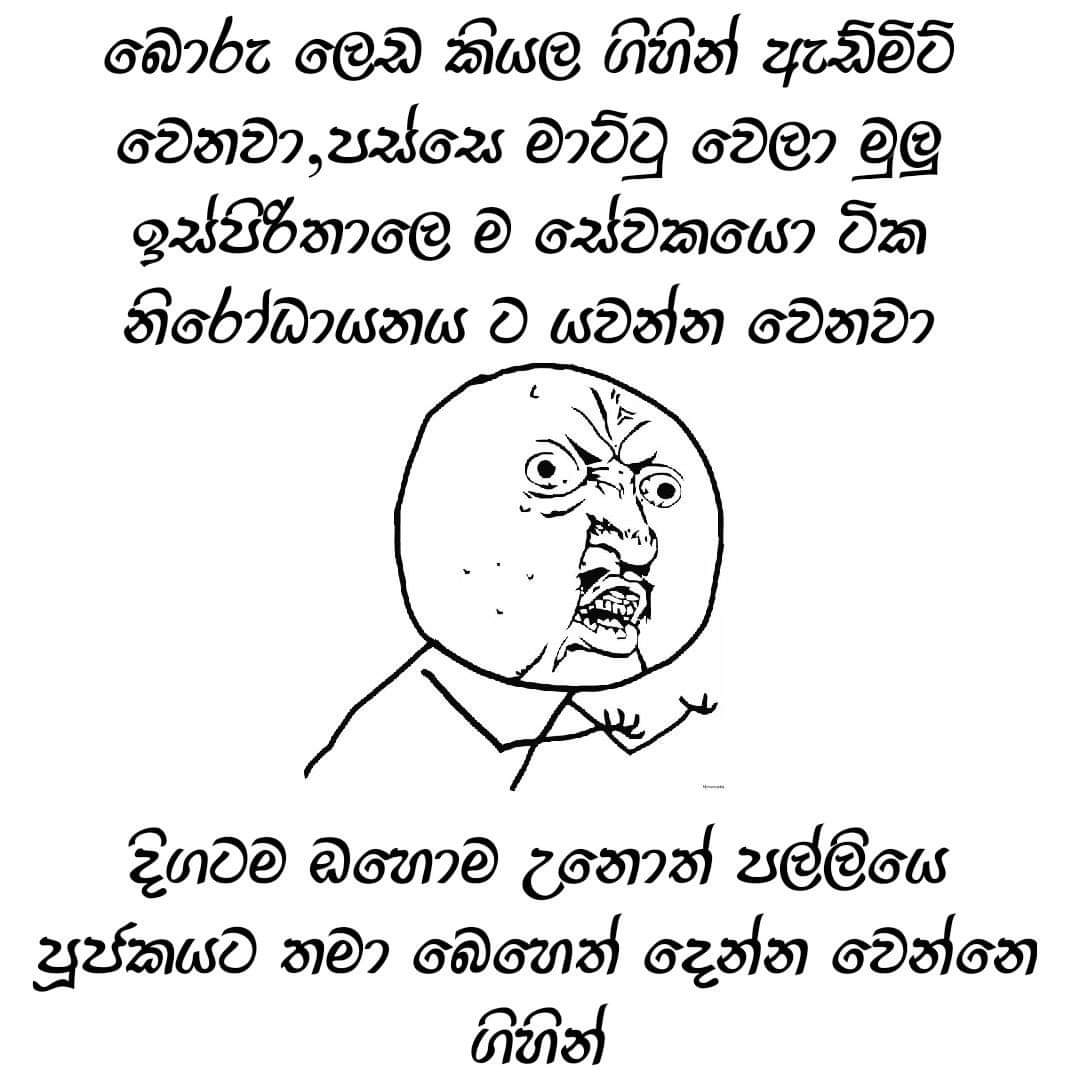 බොරු ලෙඩ කියල ගිහින් ඇඩ්මිට්
වෙනවා,පස්සෙ මාට්ටු වෙලා මුලු
ඉස්පිරිතාලෙ ම සේවකයො ටික
නිරෝධායනය ට යවන්න වෙනවා
දිගටම ඔහොම උනොත් පල්ලියෙ
පූජකයට තමා බෙහෙත් දෙන්න වෙන්නෙ
ගිහින්